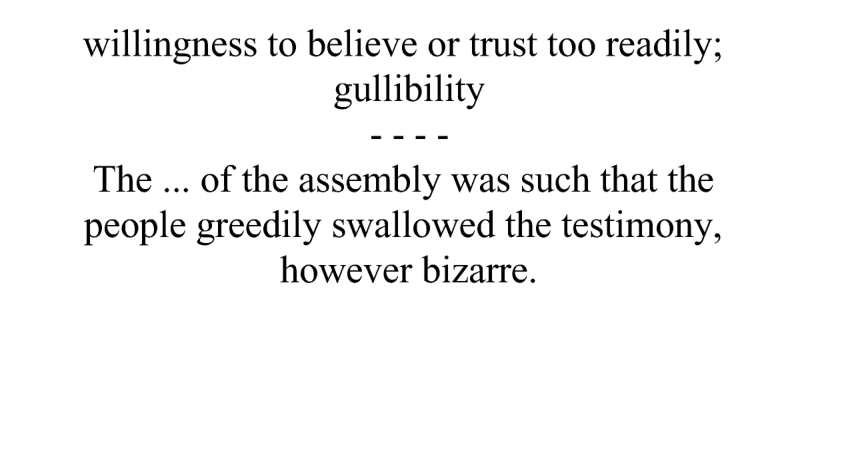 willingness to believe or trust too readily;
gullibility
- - - -
The ... of the assembly was such that the
people greedily swallowed the testimony,
however bizarre.